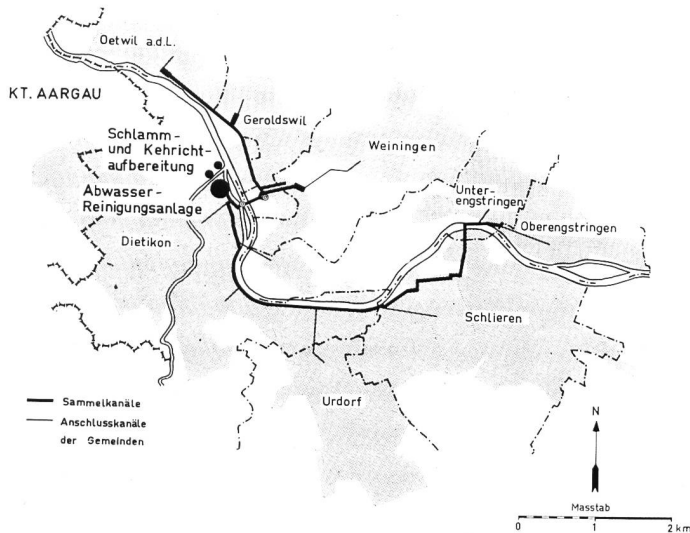 Oetwil a.d.L.
KT. AARGAU
Geroldswil
Schlamm-
und Kehricht-
aufbereitung
Weiningen
Abwasser-
Reinigungsanlage
Unter-
engstringen
Oberengstringen
Dietikon
Schlieren
Urdorf
Sammelkanäle
Anschlusskanäle
der Gemeinden
N
Masstab
0 1 2 km